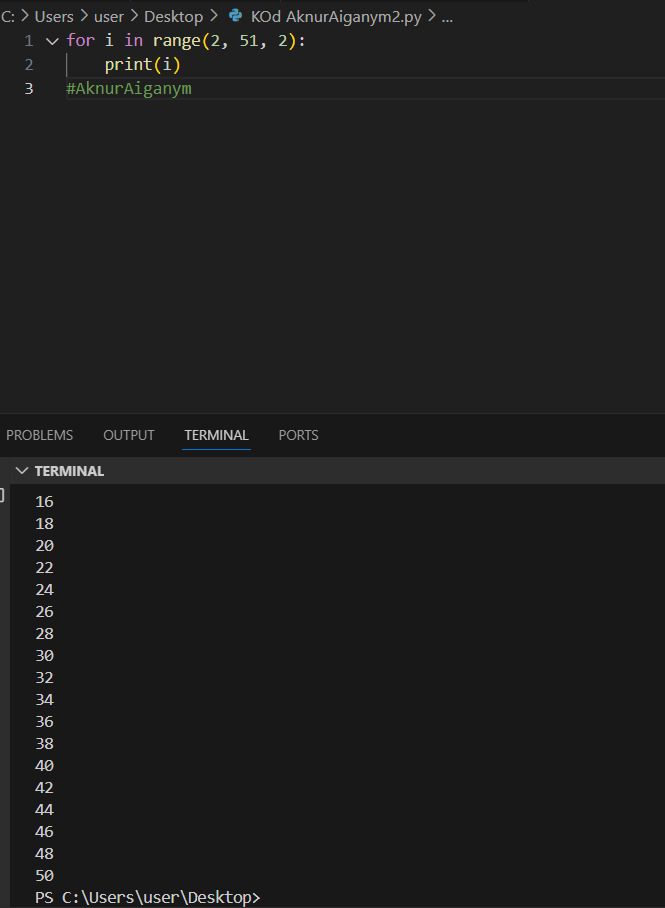 C: > Users > user > Desktop > KOd AknurAiganym2.py > ...
1 for i in range(2, 51, 2):
2     print(i)
3 #AknurAiganym
PROBLEMS OUTPUT TERMINAL PORTS
TERMINAL
16
18
20
22
24
26
28
30
32
34
36
38
40
42
44
46
48
50
PS C:\Users\user\Desktop>